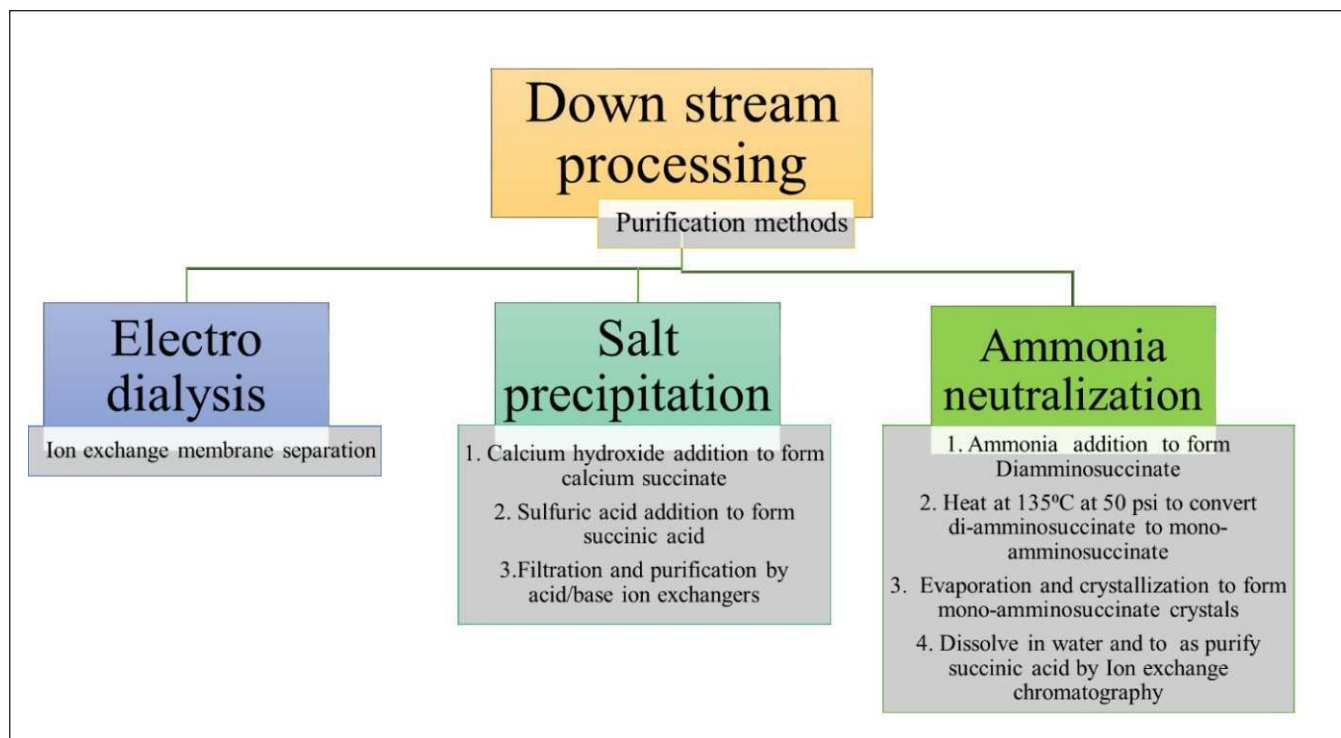 Down stream
processing
Purification methods
Electro
dialysis
Ion exchange membrane separation
Salt
precipitation
1. Calcium hydroxide addition to form
calcium succinate
2. Sulfuric acid addition to form
succinic acid
3.Filtration and purification by
acid/base ion exchangers
Ammonia
neutralization
1. Ammonia addition to form
Diamminosuccinate
2. Heat at 135⁰C at 50 psi to convert
di-amminosuccinate to mono-
amminosuccinate
3. Evaporation and crystallization to form
mono-amminosuccinate crystals
4. Dissolve in water and to as purify
succinic acid by Ion exchange
chromatography